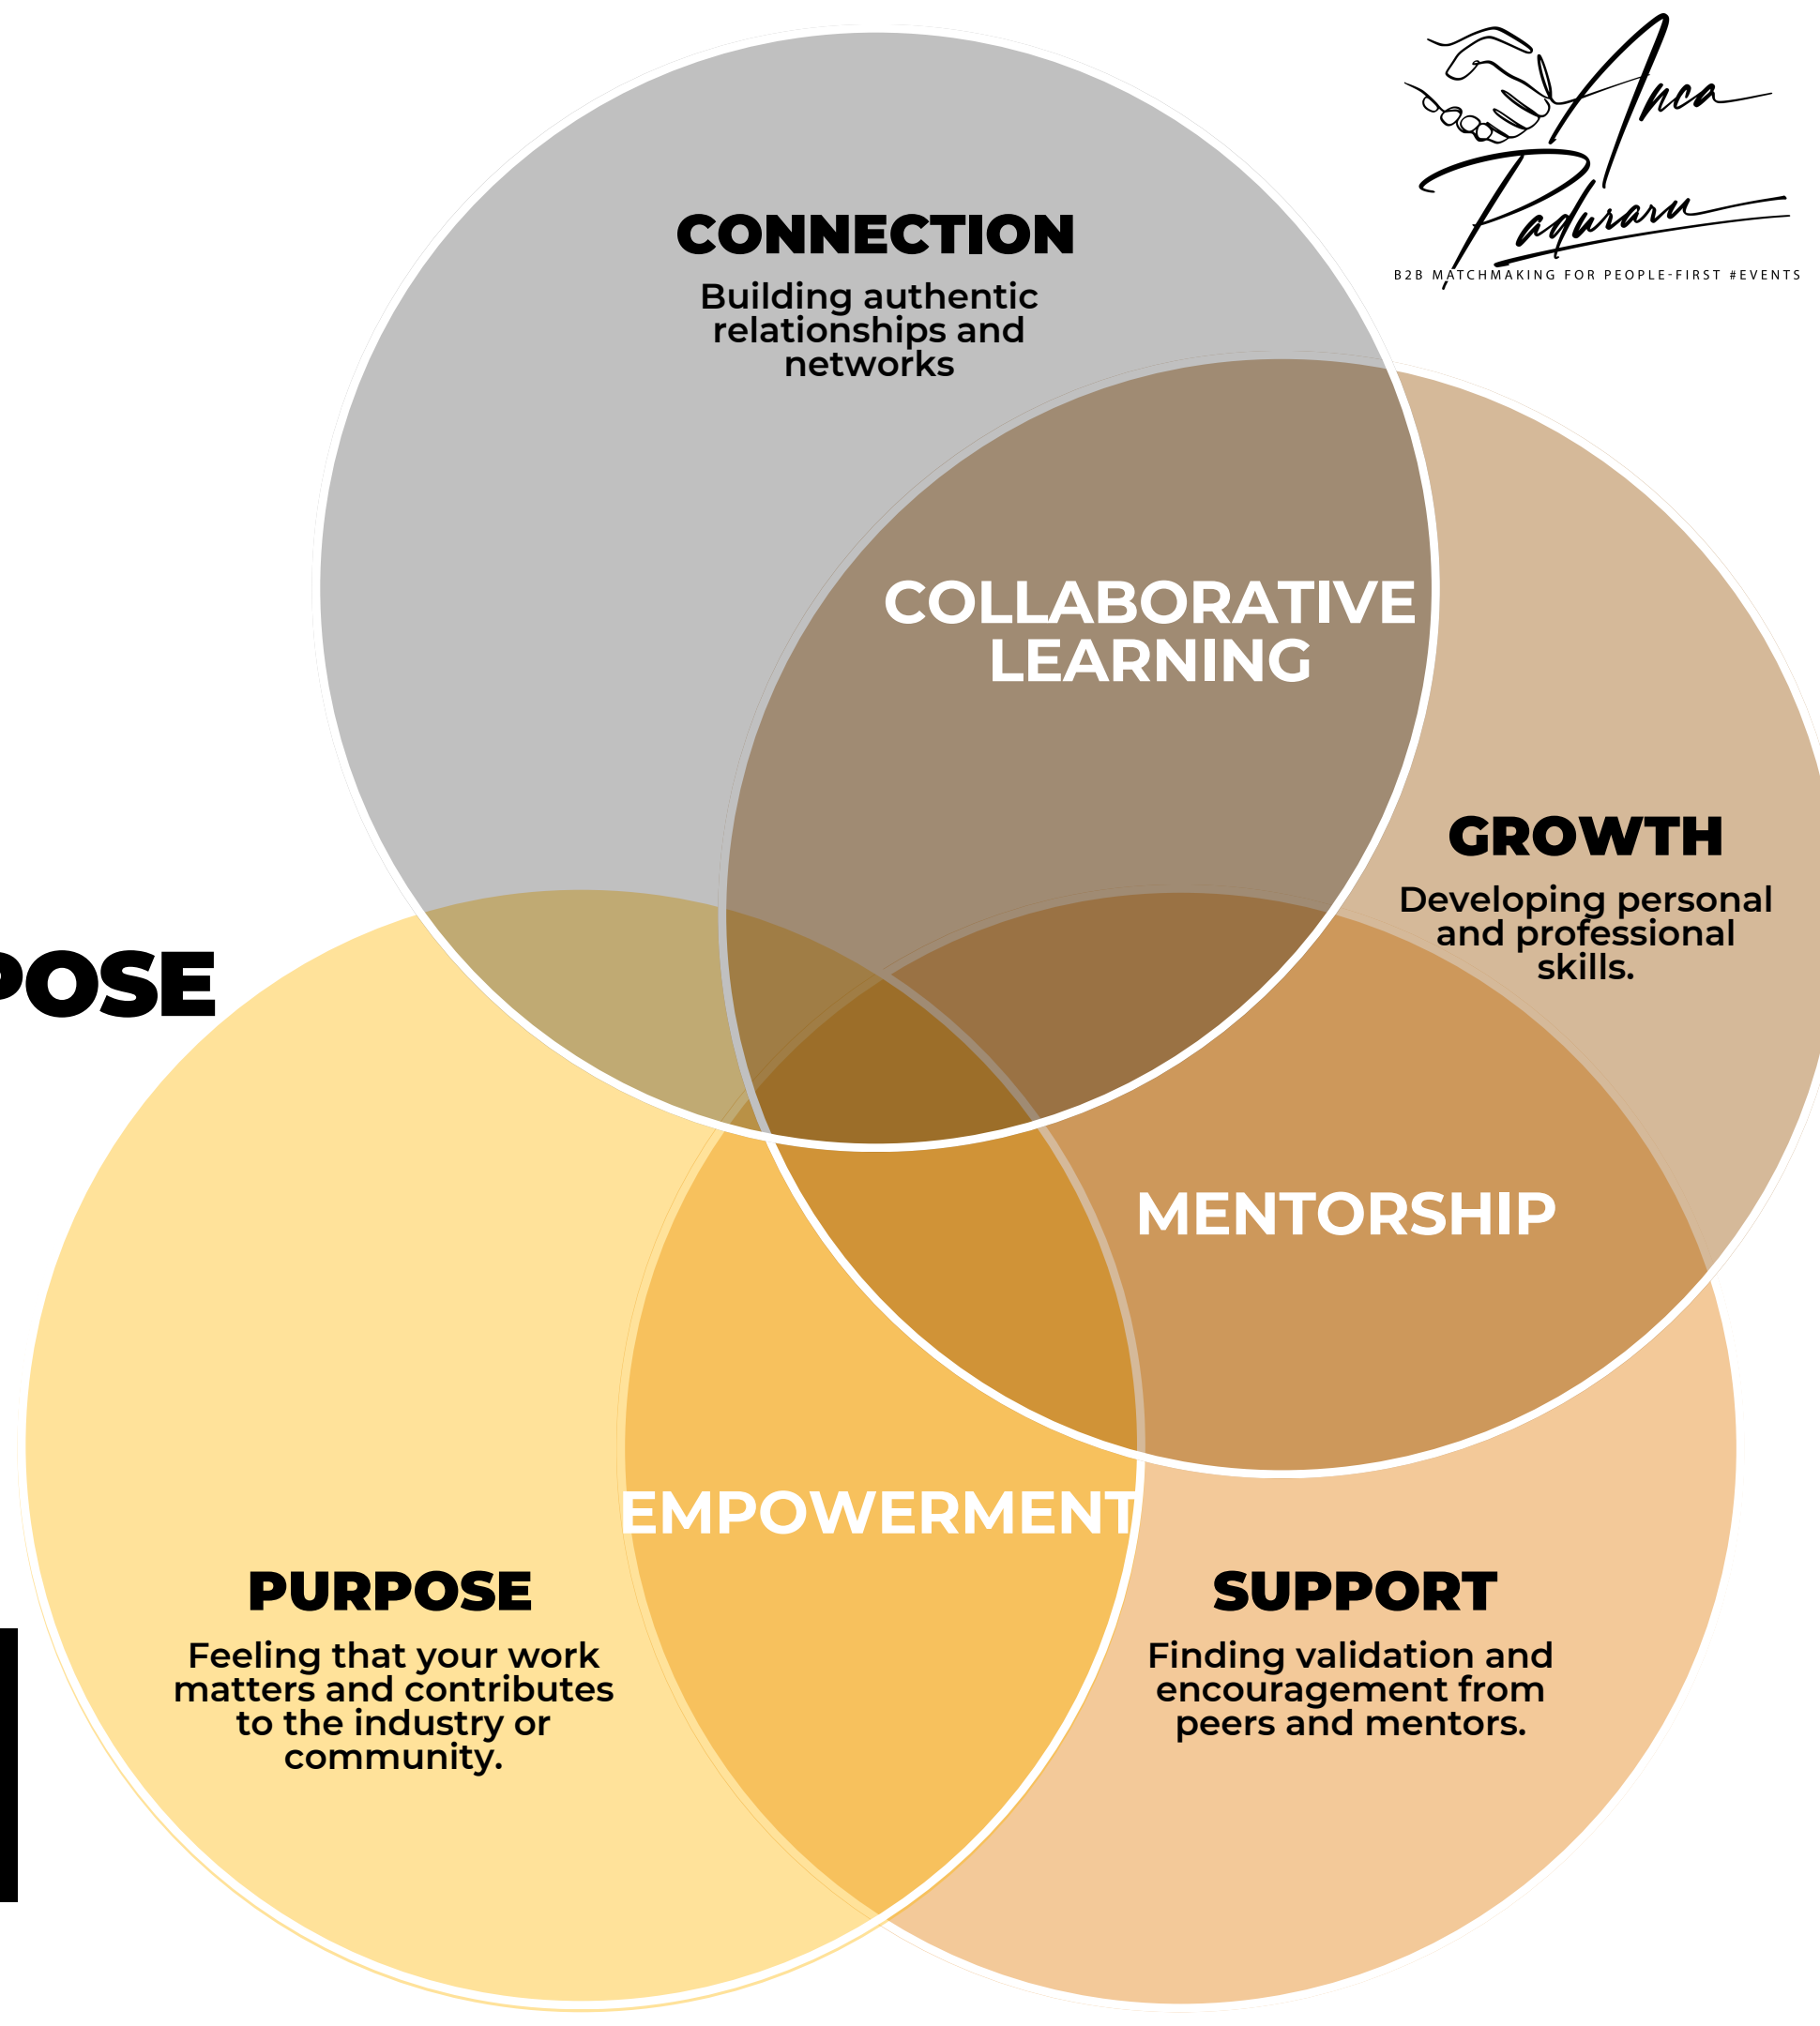 Anca
Paduraru
B2B MATCHMAKING FOR PEOPLE-FIRST #EVENTS
CONNECTION
Building authentic
relationships and
networks
COLLABORATIVE
LEARNING
GROWTH
Developing personal
and professional
skills.
POSE
MENTORSHIP
EMPOWERMENT
PURPOSE
Feeling that your work
matters and contributes
to the industry or
community.
SUPPORT
Finding validation and
encouragement from
peers and mentors.